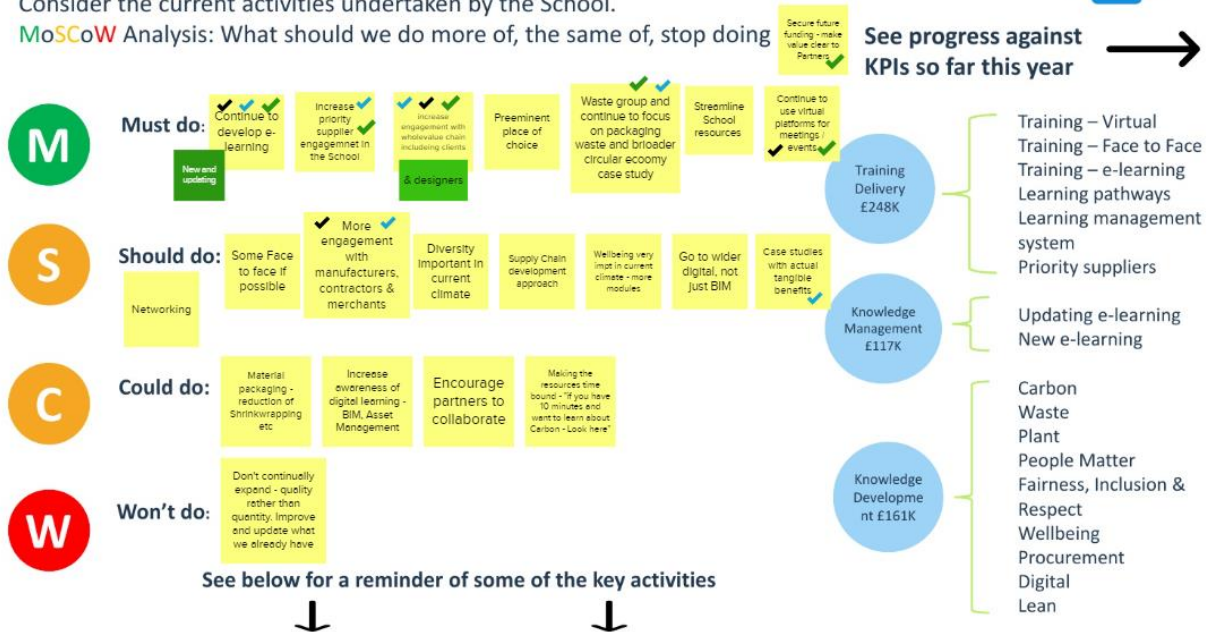 Consider the current activities undertaken by the School.
MoSCoW Analysis: What should we do more of, the same of, stop doing
Secure future
funding - make
value clear to
Partners
See progress against
KPIs so far this year
M
Must do:
Continue to
develop e-
learning
New and
updating
Increase
priority
supplier
engagemnet in
the School
increase
engagement with
wholevalue chain
includeing clients
& designers
Preeminent
place of
choice
Waste group and
continue to focus
on packaging
waste and brioader
circular ecoomy
case study
Streamline
School
resources
Continue to
use virtual
platforms for
meetings /
events
S
Should do:
Networking
Some Face
to face if
possible
More
engagement
with
manufacturers,
contractors &
merchants
Diversity
important in
current
climate
Supply Chain
development
approach
Wellbeing very
impt in current
climate - more
modules
Go to wider
digital, not
just BIM
Case studies
with actual
tangible
benefits
C
Could do:
Material
packaging -
reduction of
Shrinkwrapping
etc
Increase
awareness of
digital learning -
BIM, Asset
Management
Encourage
partners to
collaborate
Making the
resources time
bound - "if you have
10 minutes and
want to learn about
Carbon - Look here"
W
Won't do:
Don't continually
expand - quality
rather than
quantity. Improve
and update what
we already have
See below for a reminder of some of the key activities
Training
Delivery
£248K
Training – Virtual
Training – Face to Face
Training – e-learning
Learning pathways
Learning management
system
Priority suppliers
Knowledge
Management
£117K
Updating e-learning
New e-learning
Knowledge
Developme
nt £161K
Carbon
Waste
Plant
People Matter
Fairness, Inclusion &
Respect
Wellbeing
Procurement
Digital
Lean